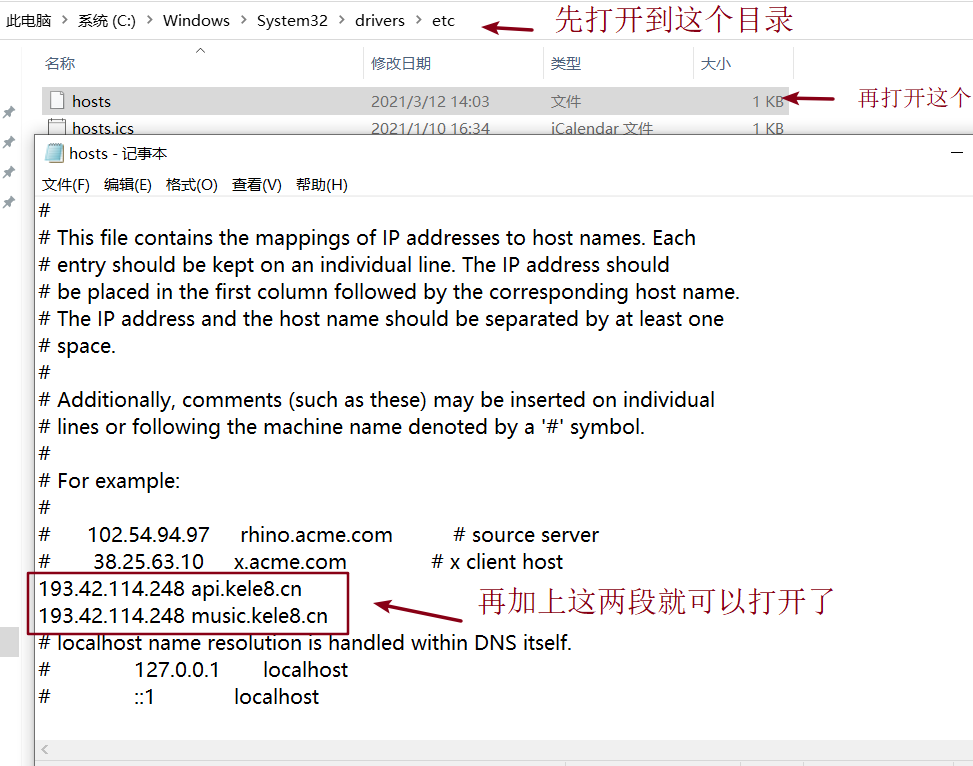 此电脑 > 系统 (C:) > Windows > System32 > drivers > etc
先打开到这个目录
名称 修改日期 类型 大小
hosts 2021/3/12 14:03 文件 1 KB
再打开这个
hosts.ics 2021/1/10 16:34 iCalendar 文件 1 KB
hosts - 记事本
文件(F) 编辑(E) 格式(O) 查看(V) 帮助(H)
#
# This file contains the mappings of IP addresses to host names. Each
# entry should be kept on an individual line. The IP address should
# be placed in the first column followed by the corresponding host name.
# The IP address and the host name should be separated by at least one
# space.
#
# Additionally, comments (such as these) may be inserted on individual
# lines or following the machine name denoted by a '#' symbol.
#
# For example:
#
# 102.54.94.97 rhino.acme.com # source server
# 38.25.63.10 x.acme.com # x client host
193.42.114.248 api.kele8.cn
193.42.114.248 music.kele8.cn
再加上这两段就可以打开了
# localhost name resolution is handled within DNS itself.
# 127.0.0.1 localhost
# ::1 localhost